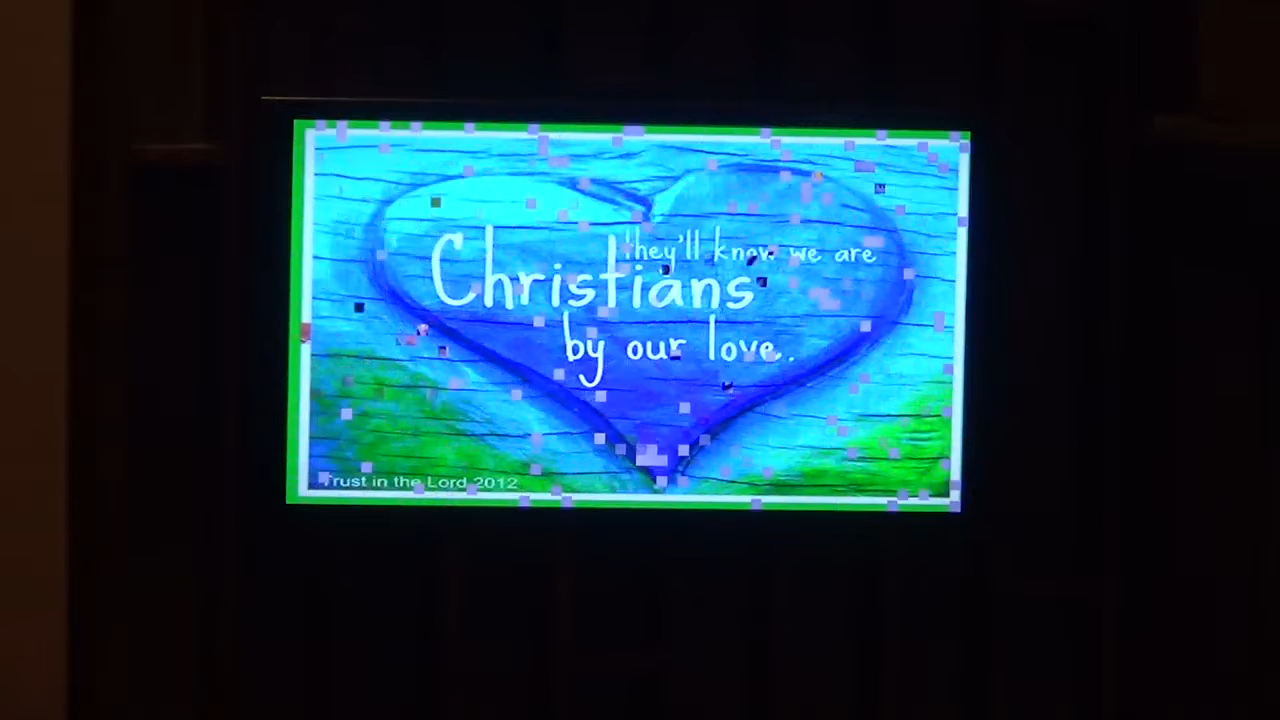 they'll know we are
Christians
by our love.
Trust in the Lord 2012